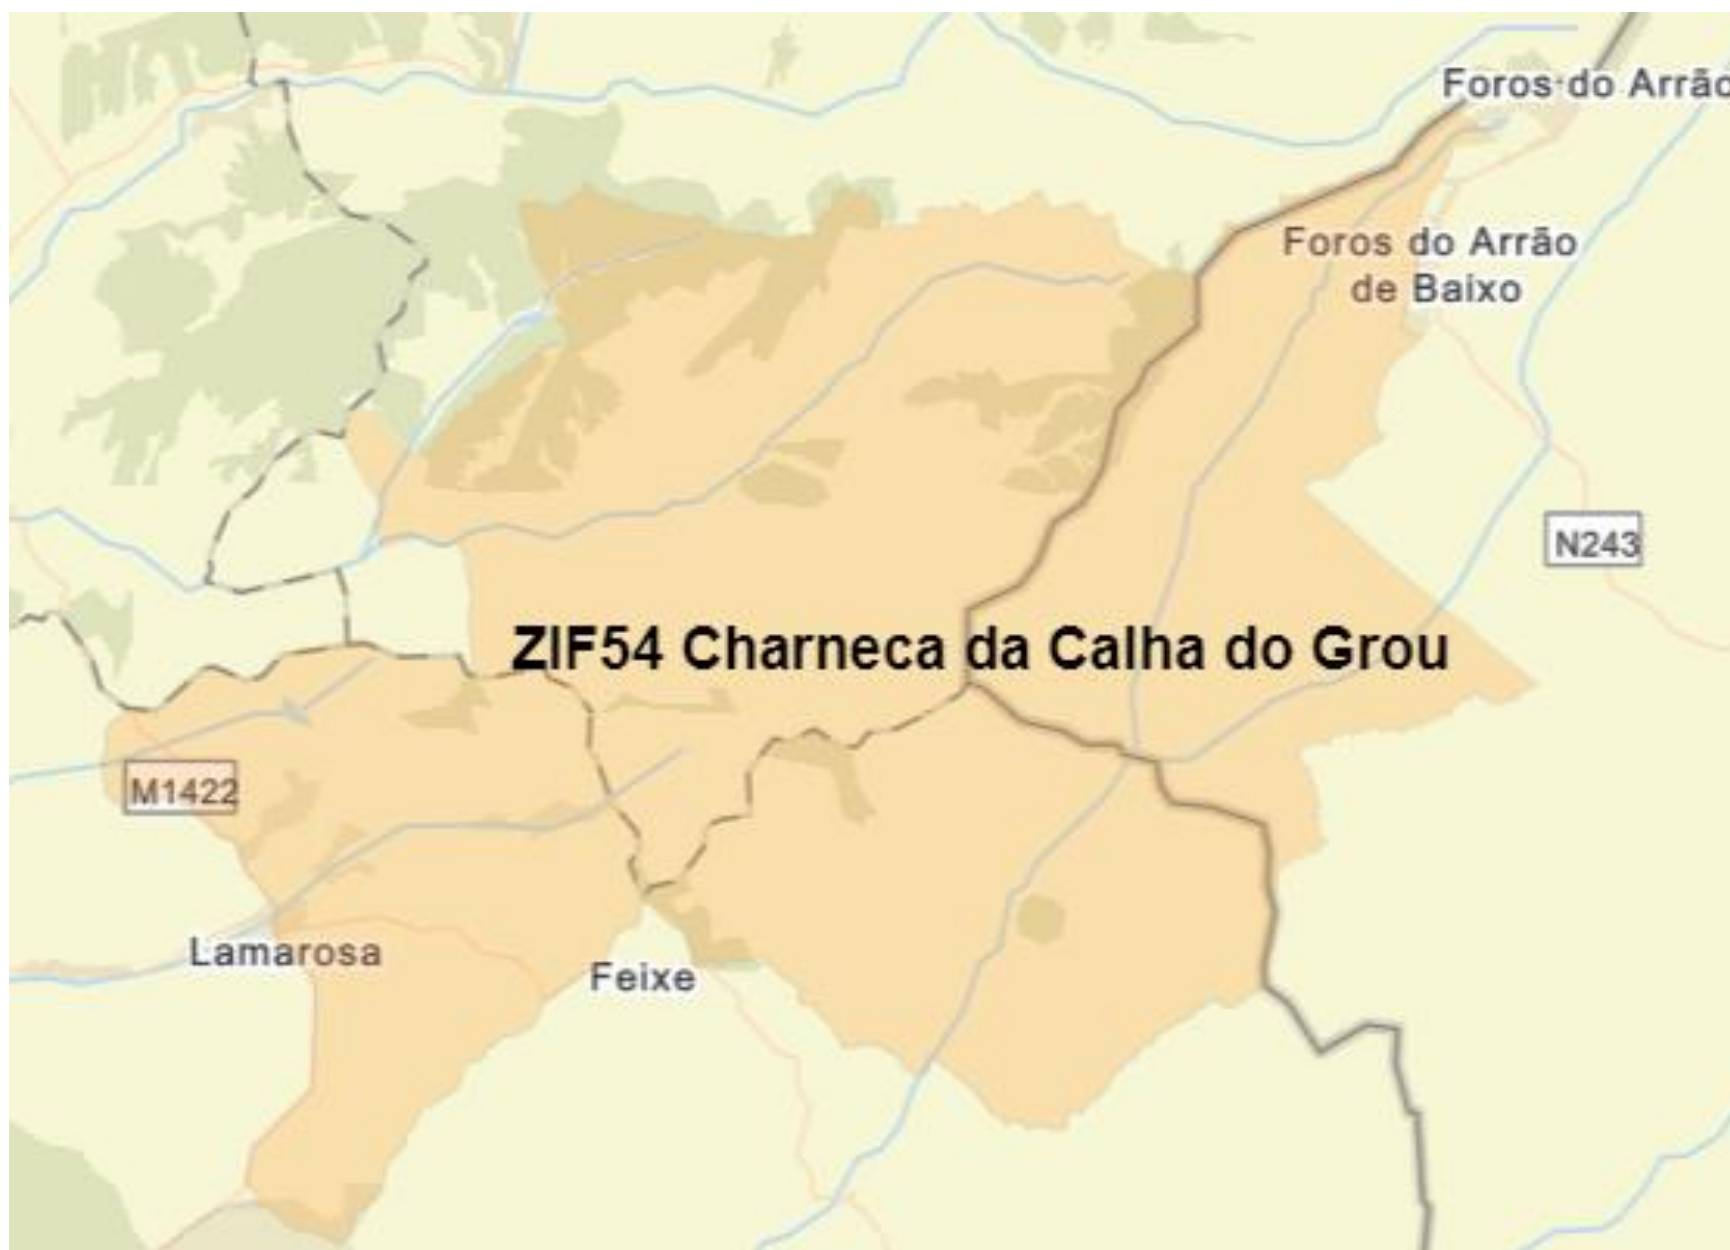 Foros do Arrão
Foros do Arrão
de Baixo
N243
ZIF54 Charneca da Calha do Grou
M1422
Lamarosa
Feixe